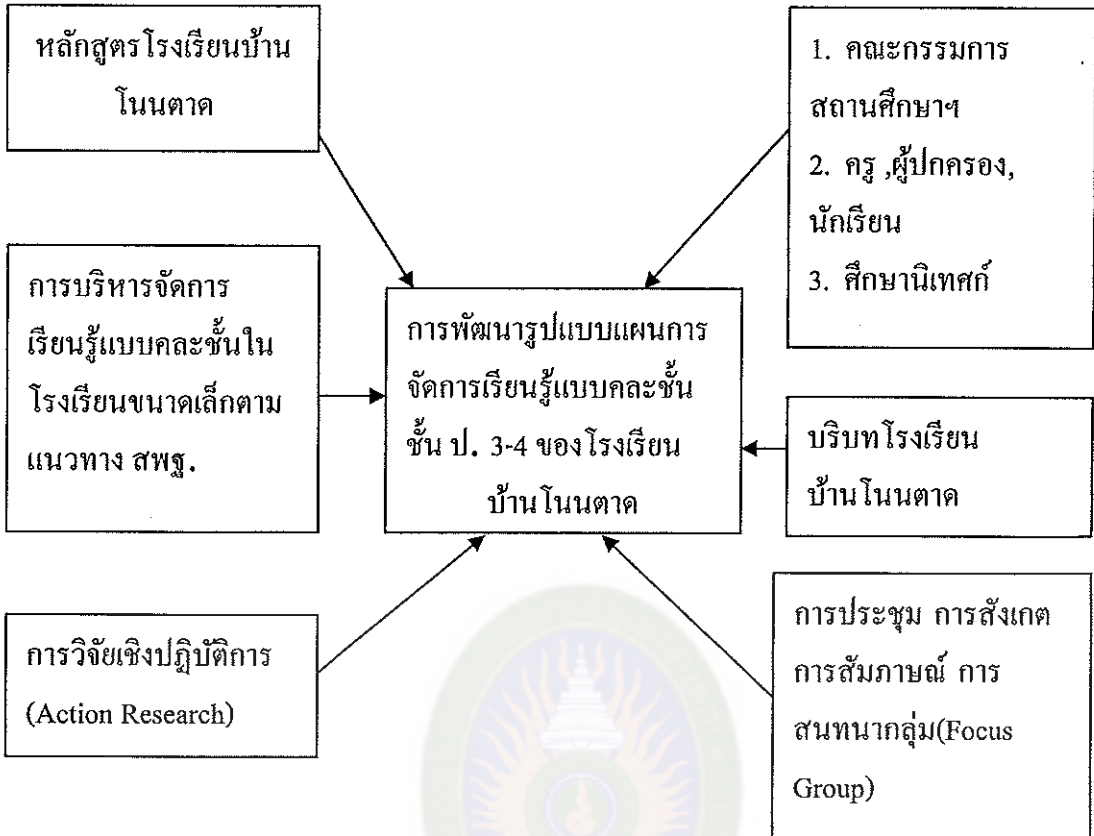 หลักสูตรโรงเรียนบ้าน
โนนตาด
1. คณะกรรมการ
สถานศึกษาฯ
2. ครู ,ผู้ปกครอง,
นักเรียน
3. ศึกษานิเทศก์
การบริหารจัดการ
เรียนรู้แบบคละชั้นใน
โรงเรียนขนาดเล็กตาม
แนวทาง สพฐ.
การพัฒนารูปแบบแผนการ
จัดการเรียนรู้แบบคละชั้น
ชั้น ป. 3-4 ของโรงเรียน
บ้านโนนตาด
บริบทโรงเรียน
บ้านโนนตาด
การวิจัยเชิงปฏิบัติการ
(Action Research)
การประชุม การสังเกต
การสัมภาษณ์ การ
สนทนากลุ่ม(Focus
Group)